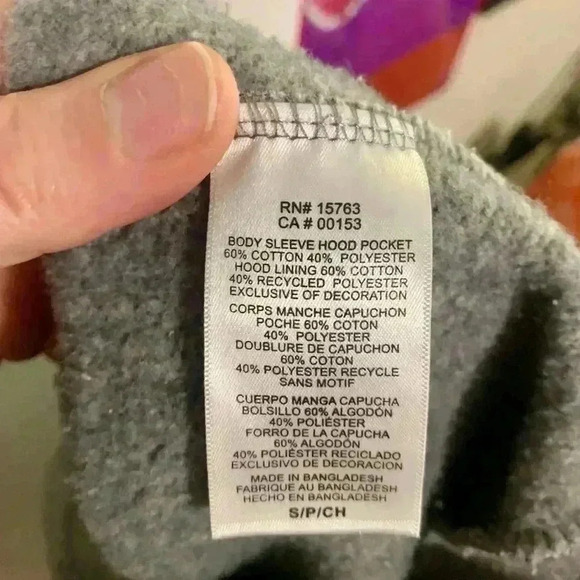 RN# 15763
CA # 00153
BODY SLEEVE HOOD POCKET
60% COTTON 40% POLYESTER
HOOD LINING 60% COTTON
40% RECYCLED POLYESTER
EXCLUSIVE OF DECORATION
CORPS MANCHE CAPUCHON
POCHE 60% COTON
40% POLYESTER
DOUBLURE DE CAPUCHON
60% COTON
40% POLYESTER RECYCLE
SANS MOTIF
CUERPO MANGA CAPUCHA
BOLSILLO 60% ALGODÓN
40% POLIÉSTER
FORRO DE LA CAPUCHA
60% ALGODÓN
40% POLIÉSTER RECICLADO
EXCLUSIVO DE DECORACION
MADE IN BANGLADESH
FABRIQUE AU BANGLADESH
HECHO EN BANGLADESH
S/P/CH